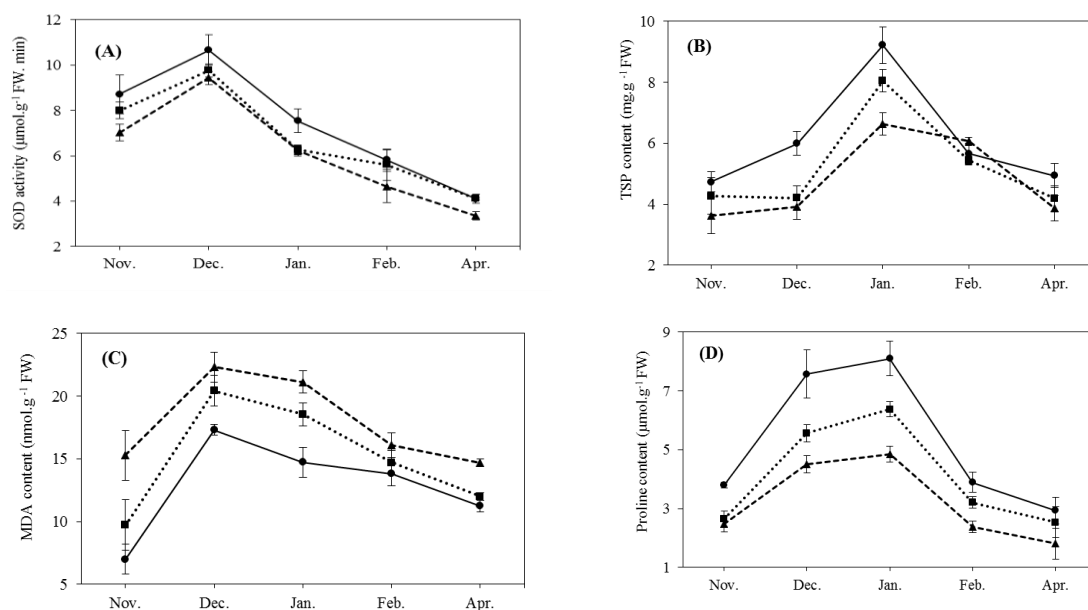 (A)
SOD activity (µmol.g⁻¹ FW. min)
12
10
8
6
4
2
Nov. Dec. Jan. Feb. Apr.
(B)
TSP content (mg.g⁻¹ FW)
10
8
6
4
2
Nov. Dec. Jan. Feb. Apr.
(C)
MDA content (nmol.g⁻¹ FW)
25
20
15
10
5
Nov. Dec. Jan. Feb. Apr.
(D)
Proline content (µmol.g⁻¹ FW)
9
7
5
3
1
Nov. Dec. Jan. Feb. Apr.